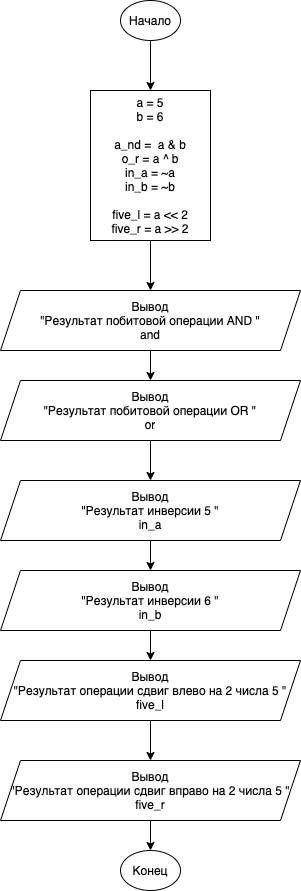 Начало
a = 5
b = 6
a_nd =  a & b
o_r = a ^ b
in_a = ~a
in_b = ~b
five_l = a << 2
five_r = a >> 2
Вывод
"Результат побитовой операции AND "
and
Вывод
"Результат побитовой операции OR "
or
Вывод
"Результат инверсии 5 "
in_a
Вывод
"Результат инверсии 6 "
in_b
Вывод
"Результат операции сдвиг влево на 2 числа 5 "
five_l
Вывод
"Результат операции сдвиг вправо на 2 числа 5 "
five_r
Конец